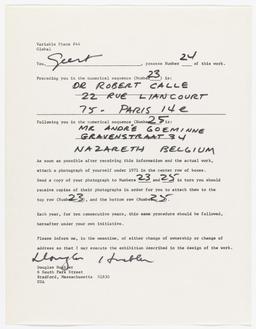 Variable Piece #44
Global
You, Geert, possess Number 24 of this work.
Preceding you in the numerical sequence (Number 23) is:
DR ROBERT CALLE
22 RUE LIANCOURT
75 - PARIS 14e
Following you in the numerical sequence (Number 25) is:
MR ANDRÉ GOEMINNE
GRAVENSTRAAT 34
NAZARETH BELGIUM
As soon as possible after receiving this information and the actual work,
attach a photograph of yourself under 1971 in the center row of boxes.
Send a copy of your photograph to Numbers 23 - 25 in turn you should
receive copies of their photographs in order for you to attach them to the
top row (Number 23), and the bottom row (Number 25).
Each year, for ten consecutive years, this same procedure should be followed,
hereafter under your own initiative.
Please inform me, in the meantime, of either change of ownership or change of
address so that I may execute the exhibition described in the design of the work.
Douglas Huebler
Douglas Huebler
6 South Park Street
Bradford, Massachusetts 01830
USA